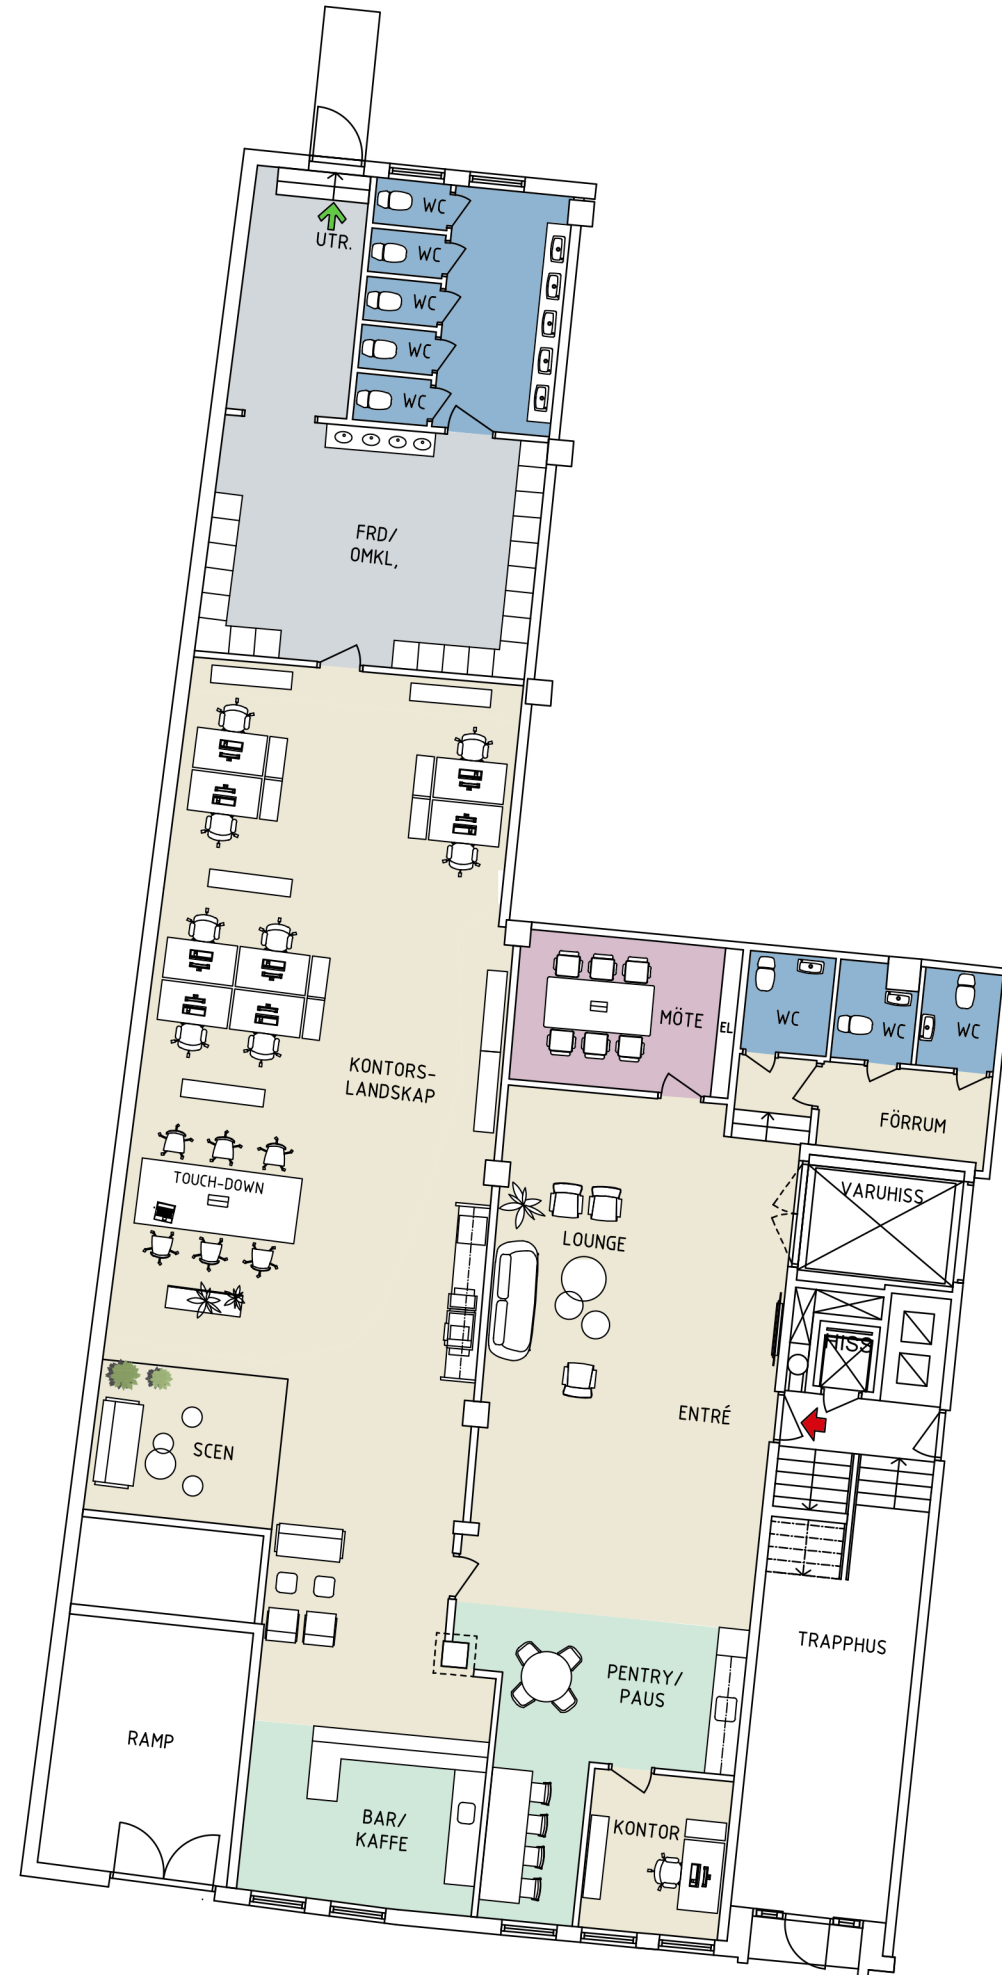 WC
UTR.
WC
WC
WC
WC
FRD/
OMKL,
MÖTE
EL
WC
WC
WC
KONTORS-
LANDSKAP
FÖRRUM
TOUCH-DOWN
VARUHISS
LOUNGE
HISS
ENTRÉ
SCEN
TRAPPHUS
PENTRY/
PAUS
RAMP
BAR/
KAFFE
KONTOR